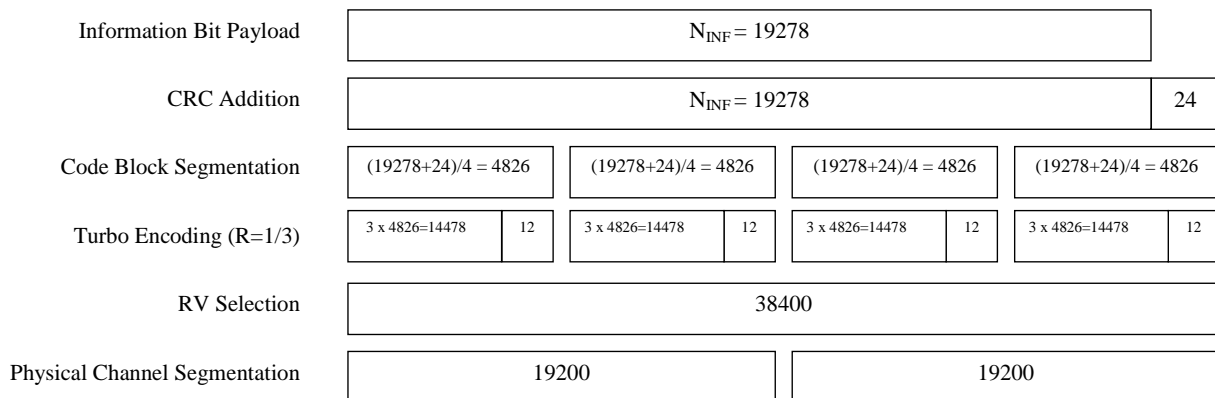 Information Bit Payload N_INF = 19278
CRC Addition N_INF = 19278 24
Code Block Segmentation (19278+24)/4 = 4826 (19278+24)/4 = 4826 (19278+24)/4 = 4826 (19278+24)/4 = 4826
Turbo Encoding (R=1/3) 3 x 4826=14478 12 3 x 4826=14478 12 3 x 4826=14478 12 3 x 4826=14478 12
RV Selection 38400
Physical Channel Segmentation 19200 19200